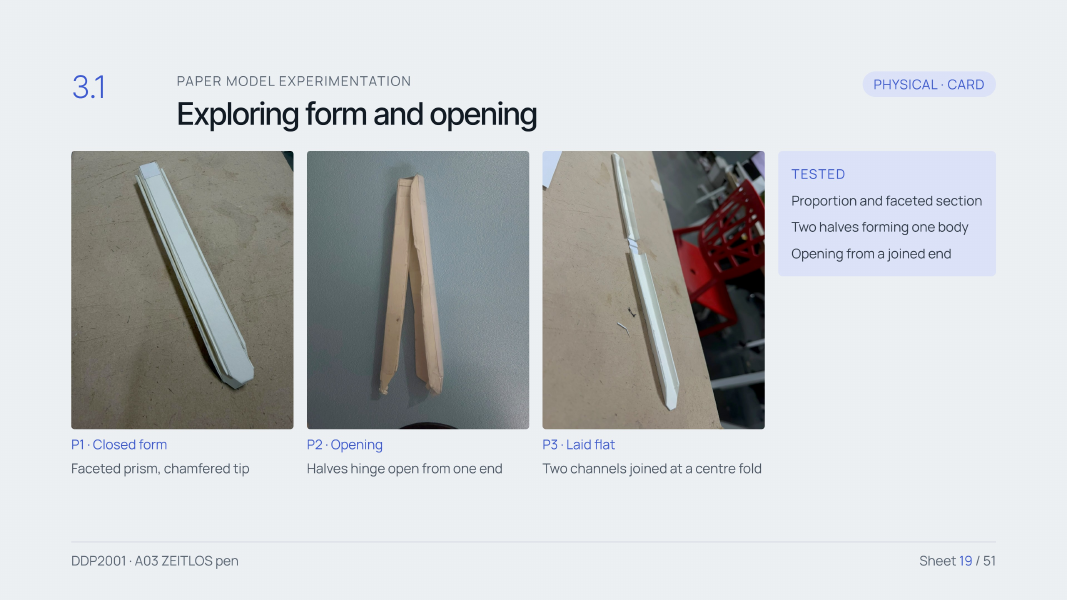 3.1
PAPER MODEL EXPERIMENTATION
Exploring form and opening
PHYSICAL · CARD
TESTED
Proportion and faceted section
Two halves forming one body
Opening from a joined end
P1 · Closed form
Faceted prism, chamfered tip
P2 · Opening
Halves hinge open from one end
P3 · Laid flat
Two channels joined at a centre fold
DDP2001 · A03 ZEITLOS pen
Sheet 19 / 51